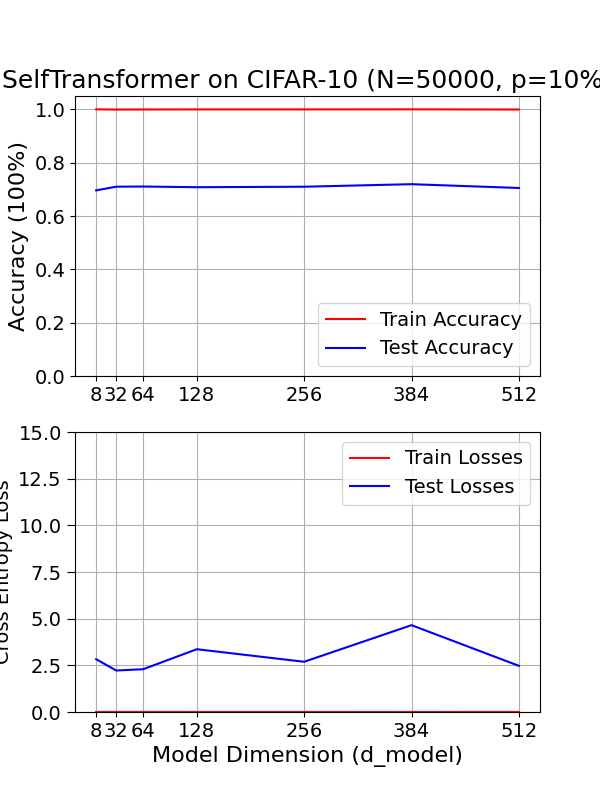 SelfTransformer on CIFAR-10 (N=50000, p=10%
Accuracy (100%)
1.0
0.8
0.6
0.4
0.2
0.0
Train Accuracy
Test Accuracy
8 32 64 128 256 384 512
Cross Entropy Loss
15.0
12.5
10.0
7.5
5.0
2.5
0.0
Train Losses
Test Losses
8 32 64 128 256 384 512
Model Dimension (d_model)